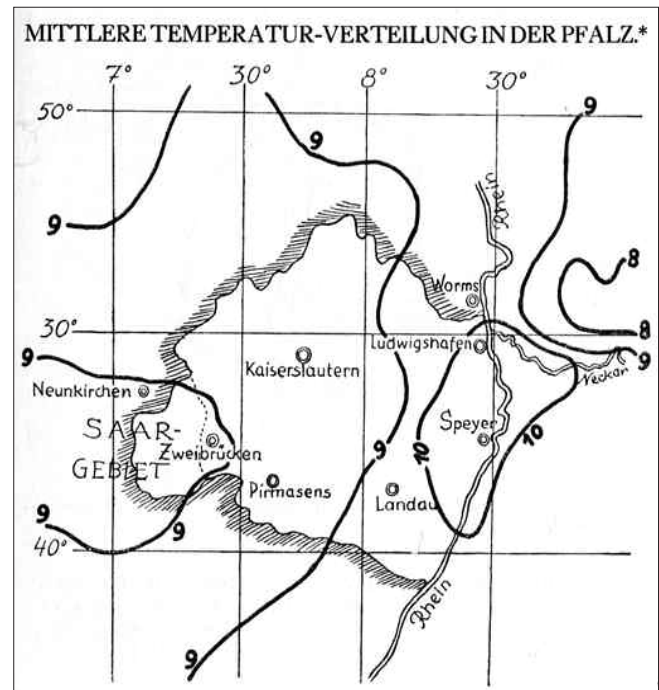 MITTLERE TEMPERATUR-VERTEILUNG IN DER PFALZ.*
7° 30° 8° 30°
50°
9
9
9
Rhein
8
Worms
30°
8
Ludwigshafen
9
9
Kaiserslautern
Neckar
Neunkirchen
SAAR-
GEBIET
Zweibrücken
Speyer
9
10
10
Pirmasens
Landau
9
9
40°
Rhein
9